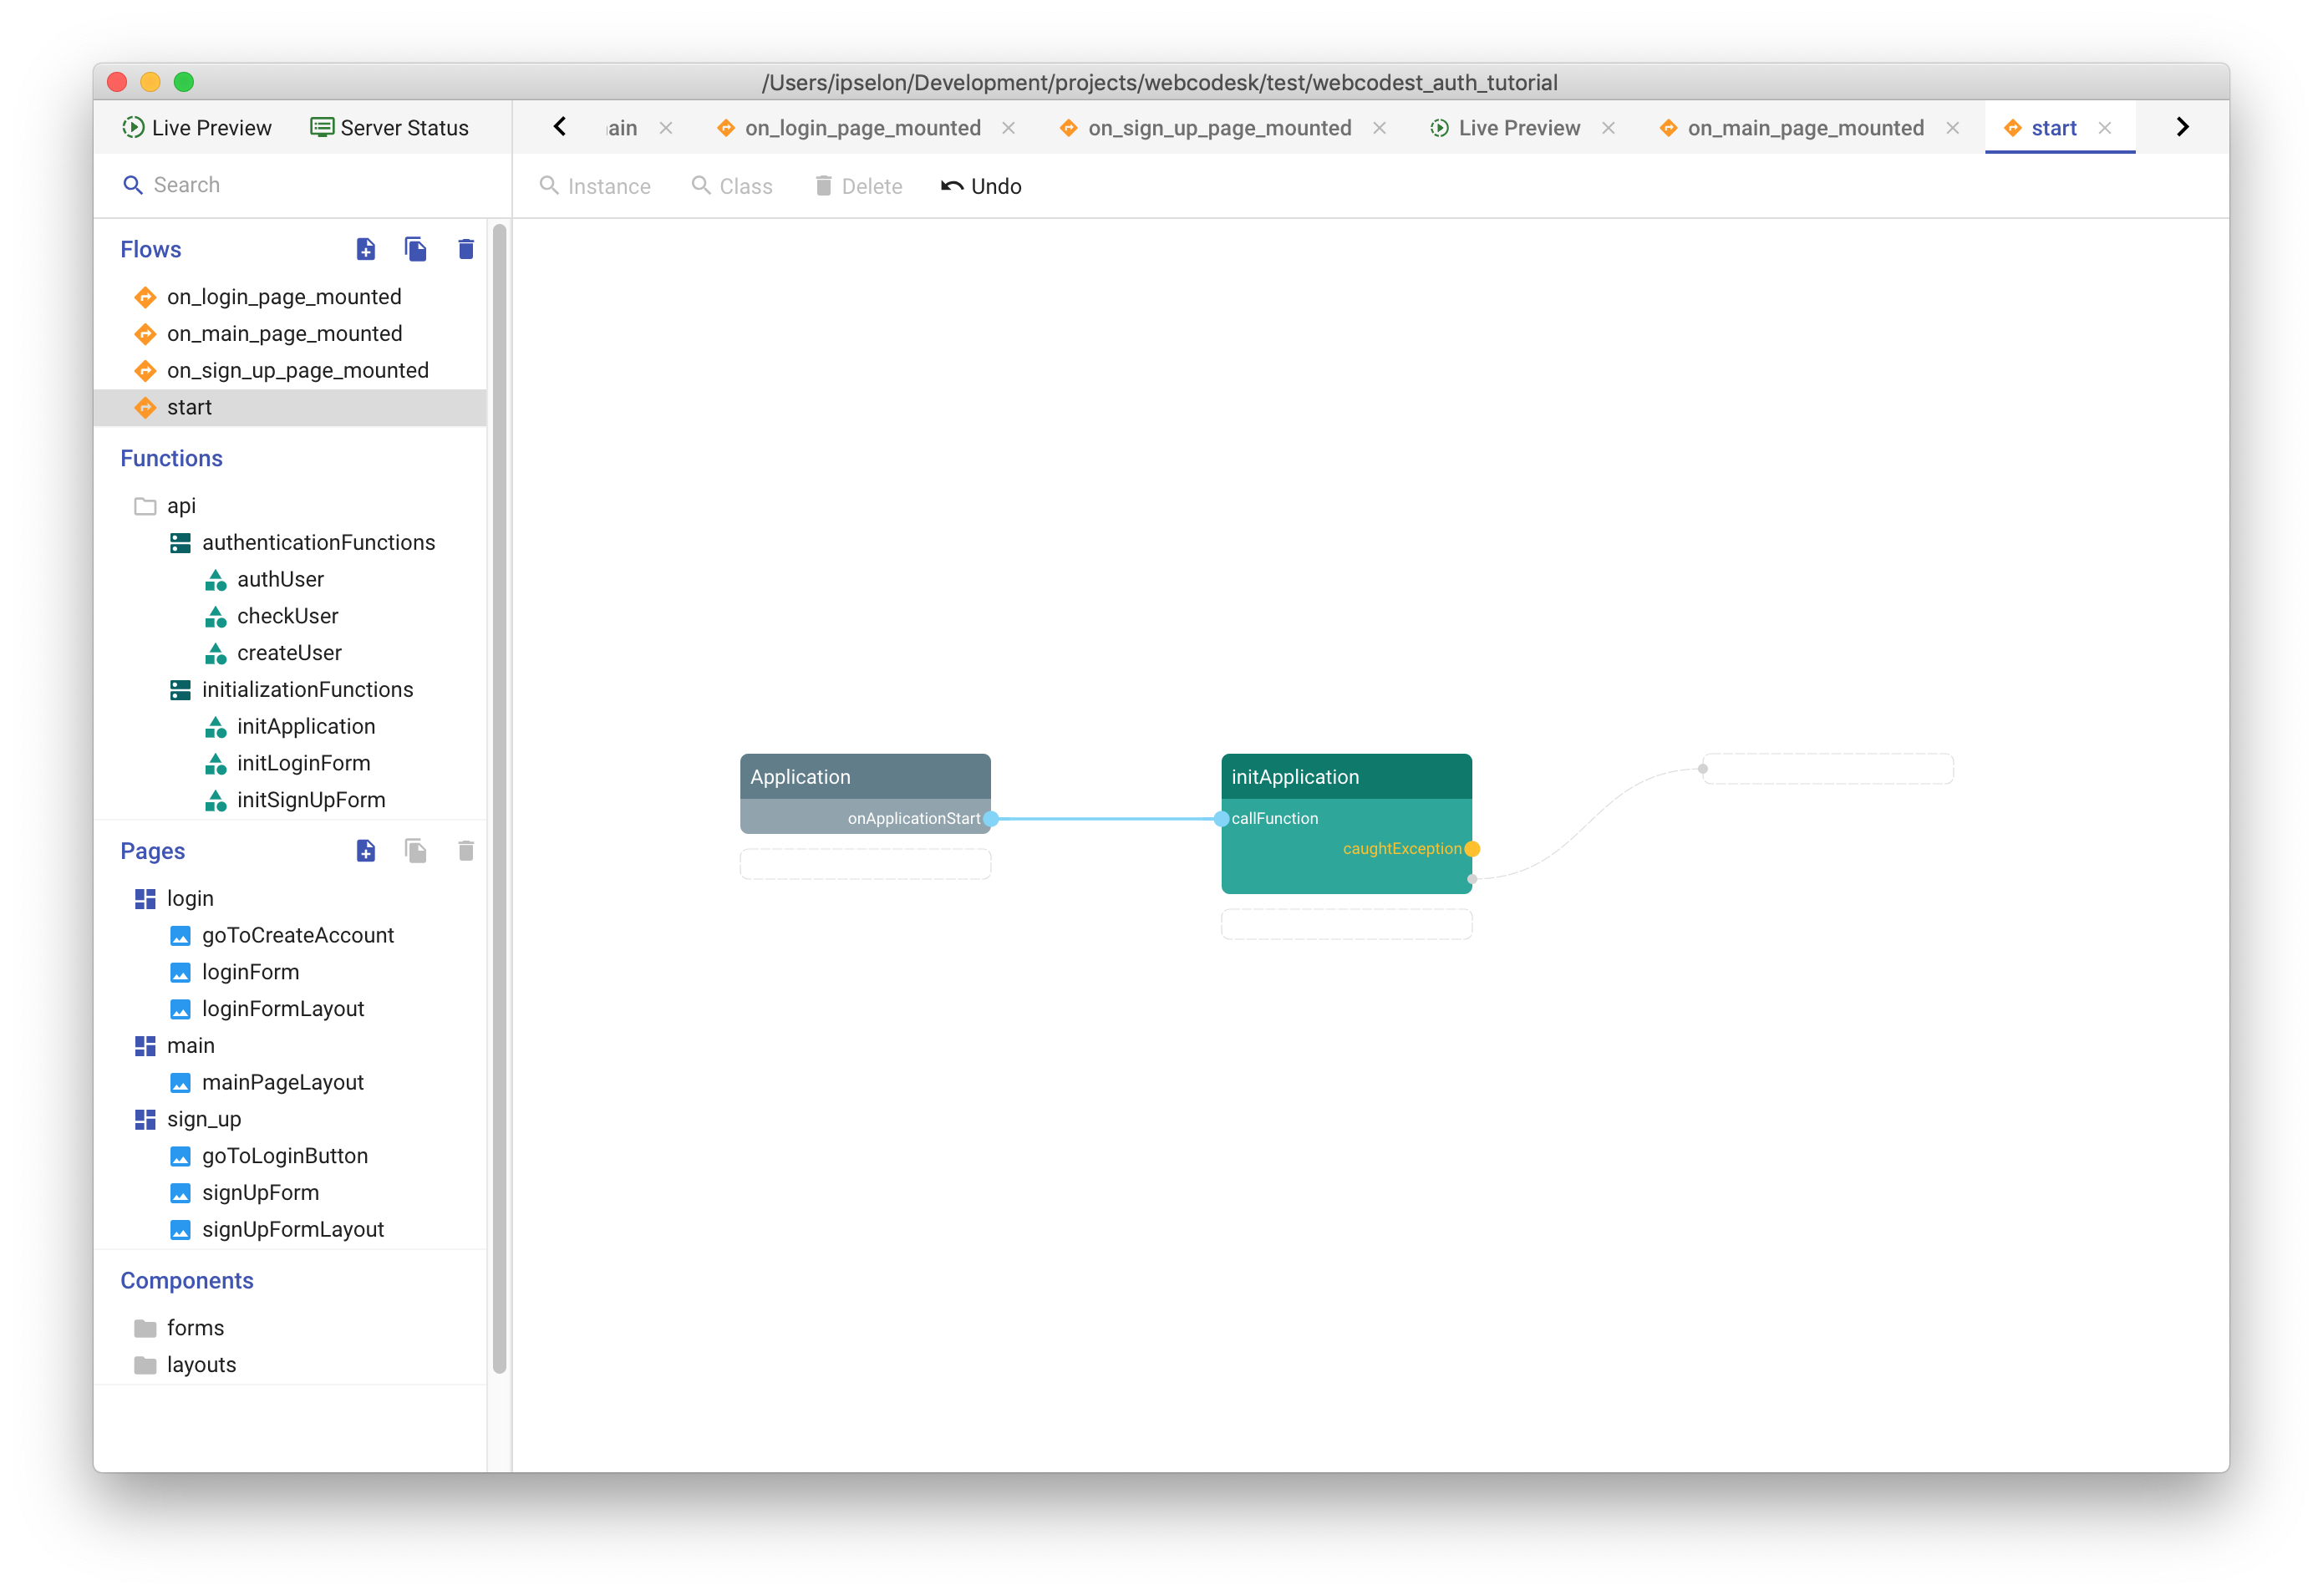 /Users/ipselon/Development/projects/webcodesk/test/webcodest_auth_tutorial
Live Preview
Server Status
ain
on_login_page_mounted
on_sign_up_page_mounted
Live Preview
on_main_page_mounted
start
Search
Instance
Class
Delete
Undo
Flows
on_login_page_mounted
on_main_page_mounted
on_sign_up_page_mounted
start
Functions
api
authenticationFunctions
authUser
checkUser
createUser
initializationFunctions
initApplication
initLoginForm
initSignUpForm
Pages
login
goToCreateAccount
loginForm
loginFormLayout
main
mainPageLayout
sign_up
goToLoginButton
signUpForm
signUpFormLayout
Components
forms
layouts
Application
onApplicationStart
initApplication
callFunction
caughtException